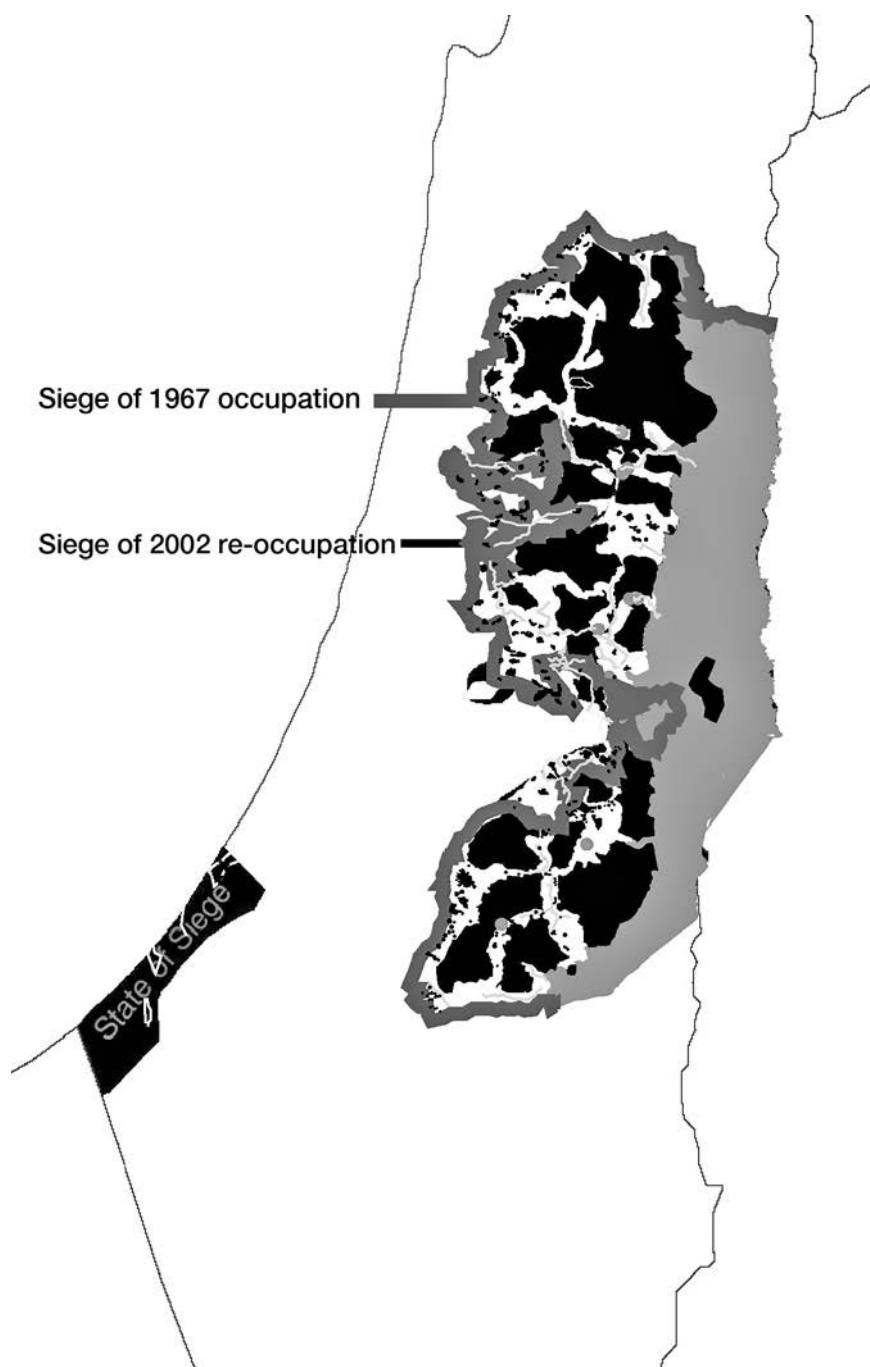 Siege of 1967 occupation
Siege of 2002 re-occupation
State of Siege